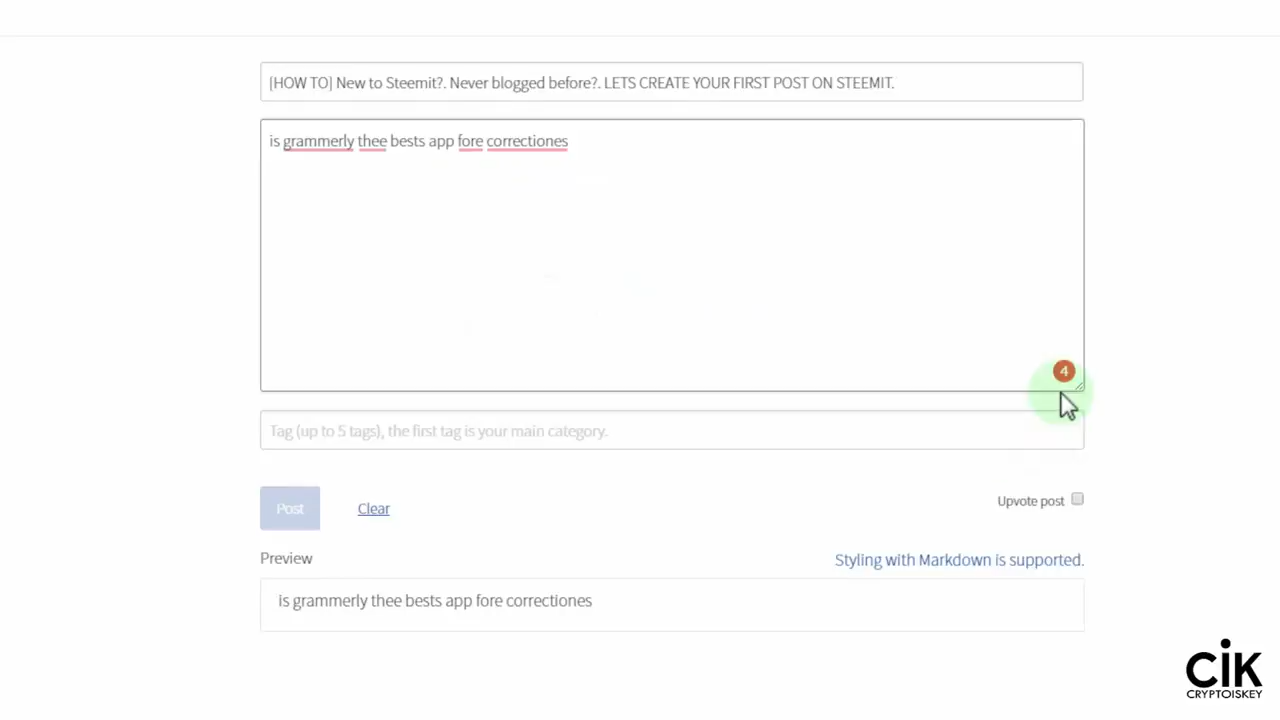 [HOW TO] New to Steemit?. Never blogged before?. LETS CREATE YOUR FIRST POST ON STEEMIT.
is grammerly thee bests app fore correctiones
4
Tag (up to 5 tags), the first tag is your main category.
Post Clear Upvote post
Preview Styling with Markdown is supported.
is grammerly thee bests app fore correctiones
CiK
CRYPTOISKEY